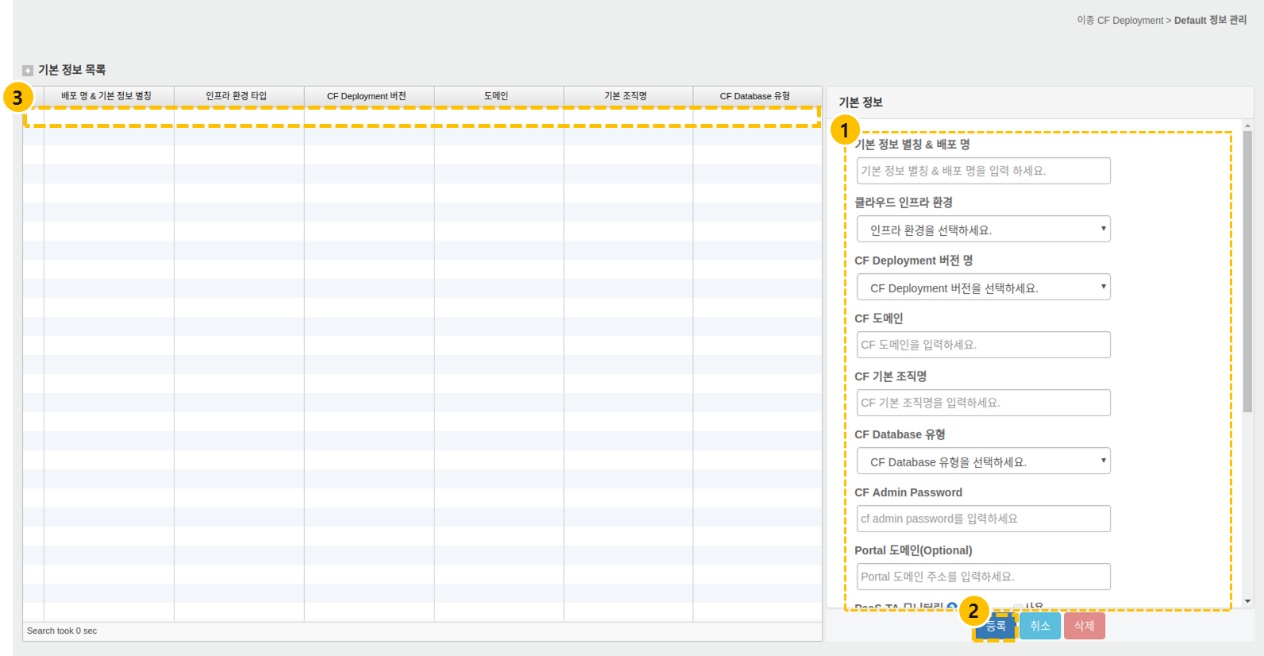 이종 CF Deployment > Default 정보 관리
기본 정보 목록
3
배포 명 & 기본 정보 별칭 인프라 환경 타입 CF Deployment 버전 도메인 기본 조직명 CF Database 유형
기본 정보
1
기본 정보 별칭 & 배포 명
기본 정보 별칭 & 배포 명을 입력 하세요.
클라우드 인프라 환경
인프라 환경을 선택하세요.
CF Deployment 버전 명
CF Deployment 버전을 선택하세요.
CF 도메인
CF 도메인을 입력하세요.
CF 기본 조직명
CF 기본 조직명을 입력하세요.
CF Database 유형
CF Database 유형을 선택하세요.
CF Admin Password
cf admin password를 입력하세요
Portal 도메인(Optional)
Portal 도메인 주소를 입력하세요.
PaaS-TA 모니터링 사용
2
등록 취소 삭제
Search took 0 sec